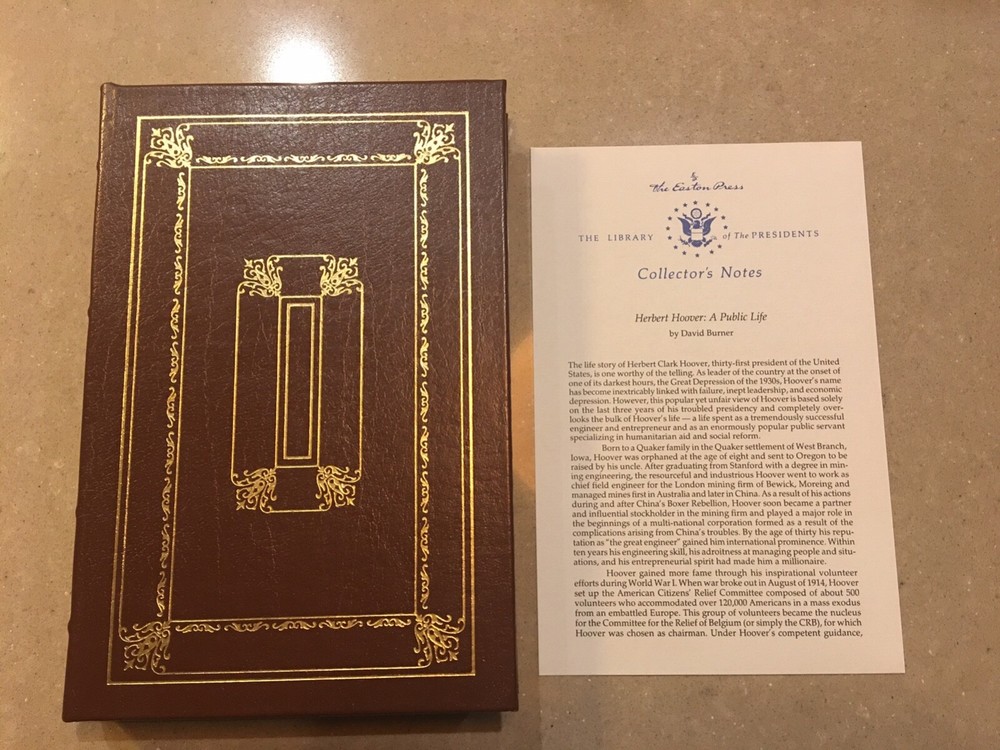 The Easton Press
THE LIBRARY of The PRESIDENTS
Collector's Notes
Herbert Hoover: A Public Life
by David Burner
The life story of Herbert Clark Hoover, thirty-first president of the United
States, is one worthy of the telling. As leader of the country at the onset of
one of its darkest hours, the Great Depression of the 1930s, Hoover's name
has become inextricably linked with failure, inept leadership, and economic
depression. However, this popular yet unfair view of Hoover is based solely
on the last three years of his troubled presidency and completely over-
looks the bulk of Hoover's life — a life spent as a tremendously successful
engineer and entrepreneur and as an enormously popular public servant
specializing in humanitarian aid and social reform.
Born to a Quaker family in the Quaker settlement of West Branch,
Iowa, Hoover was orphaned at the age of eight and sent to Oregon to be
raised by his uncle. After graduating from Stanford with a degree in min-
ing engineering, the resourceful and industrious Hoover went to work as
chief field engineer for the London mining firm of Bewick, Moreing and
managed mines first in Australia and later in China. As a result of his actions
during and after China's Boxer Rebellion, Hoover soon became a partner
and influential stockholder in the mining firm and played a major role in
the beginnings of a multi-national corporation formed as a result of the
complications arising from China's troubles. By the age of thirty his repu-
tation as "the great engineer" gained him international prominence. Within
ten years his engineering skill, his adroitness at managing people and situ-
ations, and his entrepreneurial spirit had made him a millionaire.
Hoover gained more fame through his inspirational volunteer
efforts during World War I. When war broke out in August of 1914, Hoover
set up the American Citizens' Relief Committee composed of about 500
volunteers who accommodated over 120,000 Americans in a mass exodus
from an embattled Europe. This group of volunteers became the nucleus
for the Committee for the Relief of Belgium (or simply the CRB), for which
Hoover was chosen as chairman. Under Hoover's competent guidance,